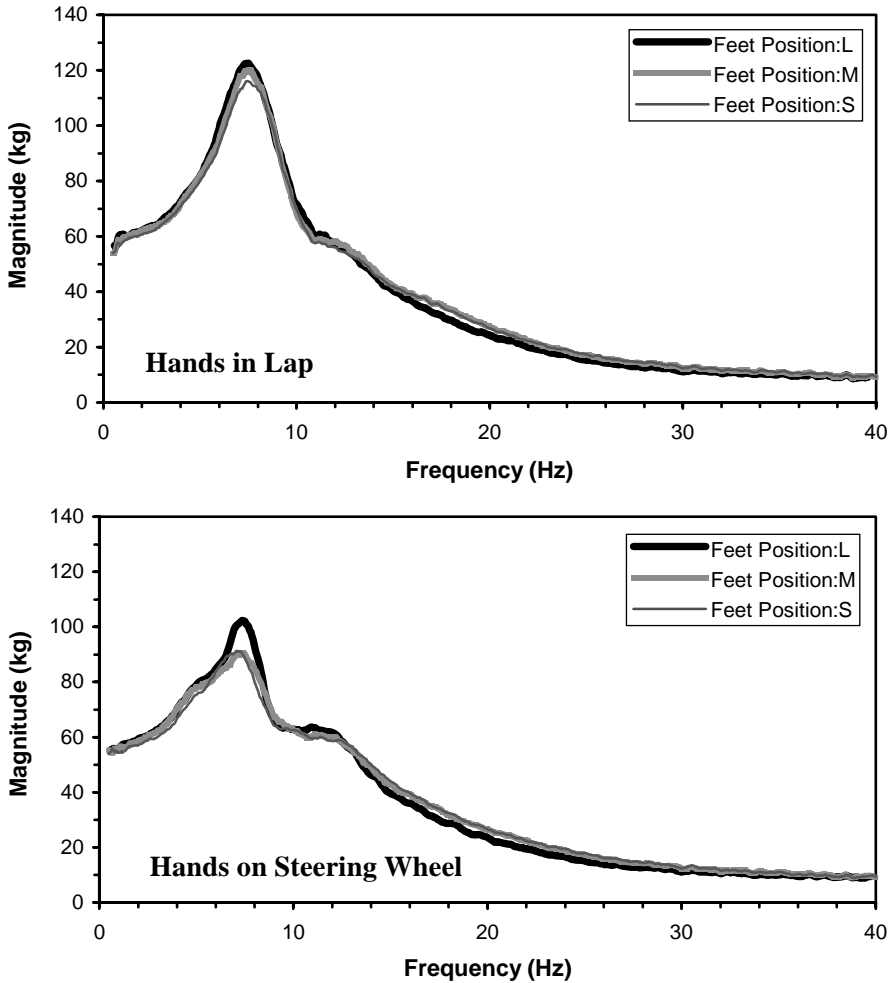 140
120
100
80
60
40
20
0
Magnitude (kg)
Feet Position:L
Feet Position:M
Feet Position:S
Hands in Lap
0 10 20 30 40
Frequency (Hz)
140
120
100
80
60
40
20
0
Magnitude (kg)
Feet Position:L
Feet Position:M
Feet Position:S
Hands on Steering Wheel
0 10 20 30 40
Frequency (Hz)